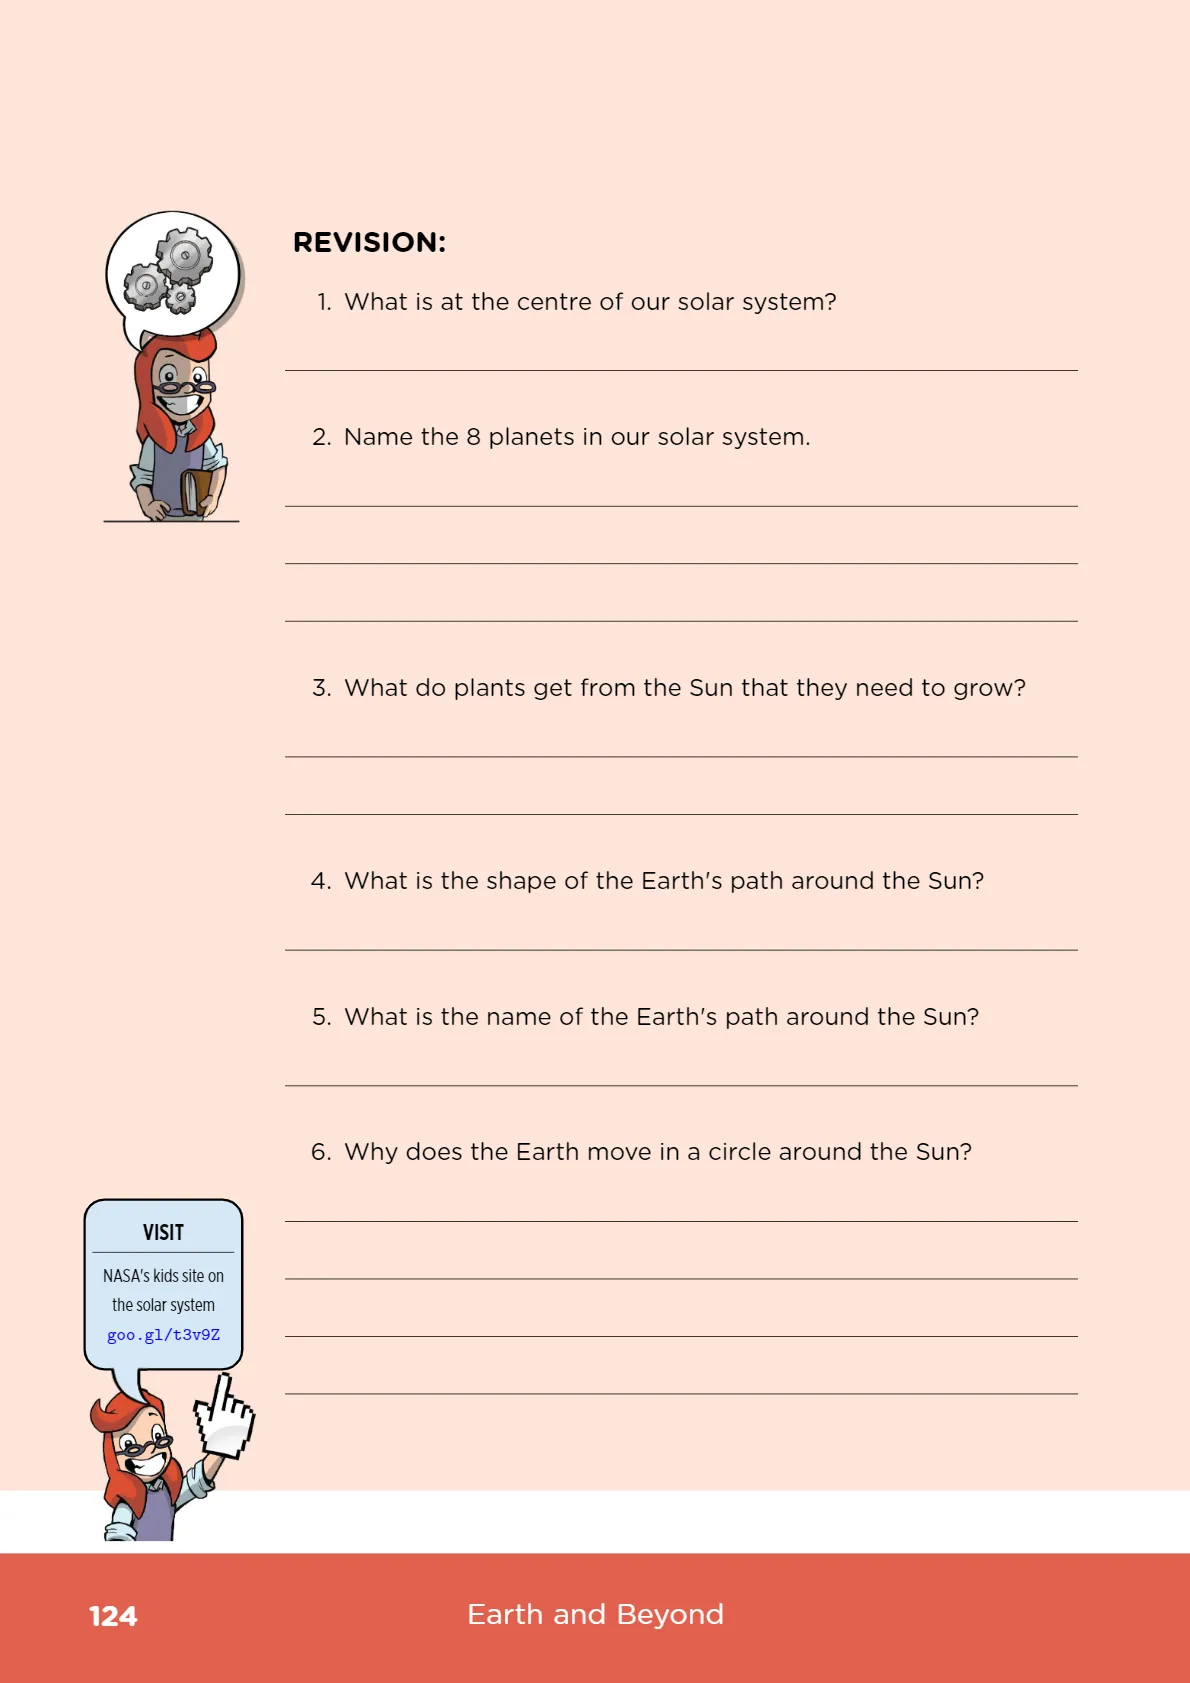 REVISION:
1. What is at the centre of our solar system?
2. Name the 8 planets in our solar system.
3. What do plants get from the Sun that they need to grow?
4. What is the shape of the Earth's path around the Sun?
5. What is the name of the Earth's path around the Sun?
6. Why does the Earth move in a circle around the Sun?
VISIT
NASA's kids site on
the solar system
goo.gl/t3v9Z
124
Earth and Beyond